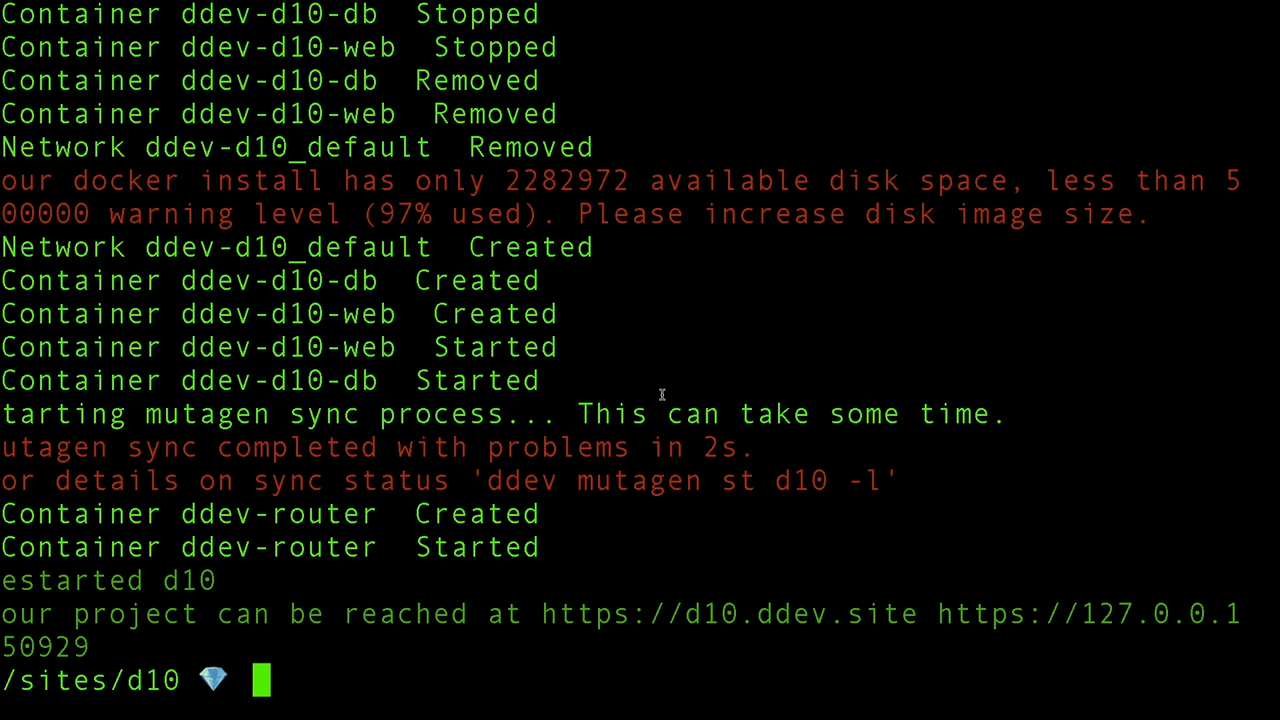 Container ddev-d10-db  Stopped
Container ddev-d10-web  Stopped
Container ddev-d10-db  Removed
Container ddev-d10-web  Removed
Network ddev-d10_default  Removed
our docker install has only 2282972 available disk space, less than 5
00000 warning level (97% used). Please increase disk image size.
Network ddev-d10_default  Created
Container ddev-d10-db  Created
Container ddev-d10-web  Created
Container ddev-d10-web  Started
Container ddev-d10-db  Started
tarting mutagen sync process... This can take some time.
utagen sync completed with problems in 2s.
or details on sync status 'ddev mutagen st d10 -l'
Container ddev-router  Created
Container ddev-router  Started
estarted d10
our project can be reached at https://d10.ddev.site https://127.0.0.1
50929
/sites/d10 💎